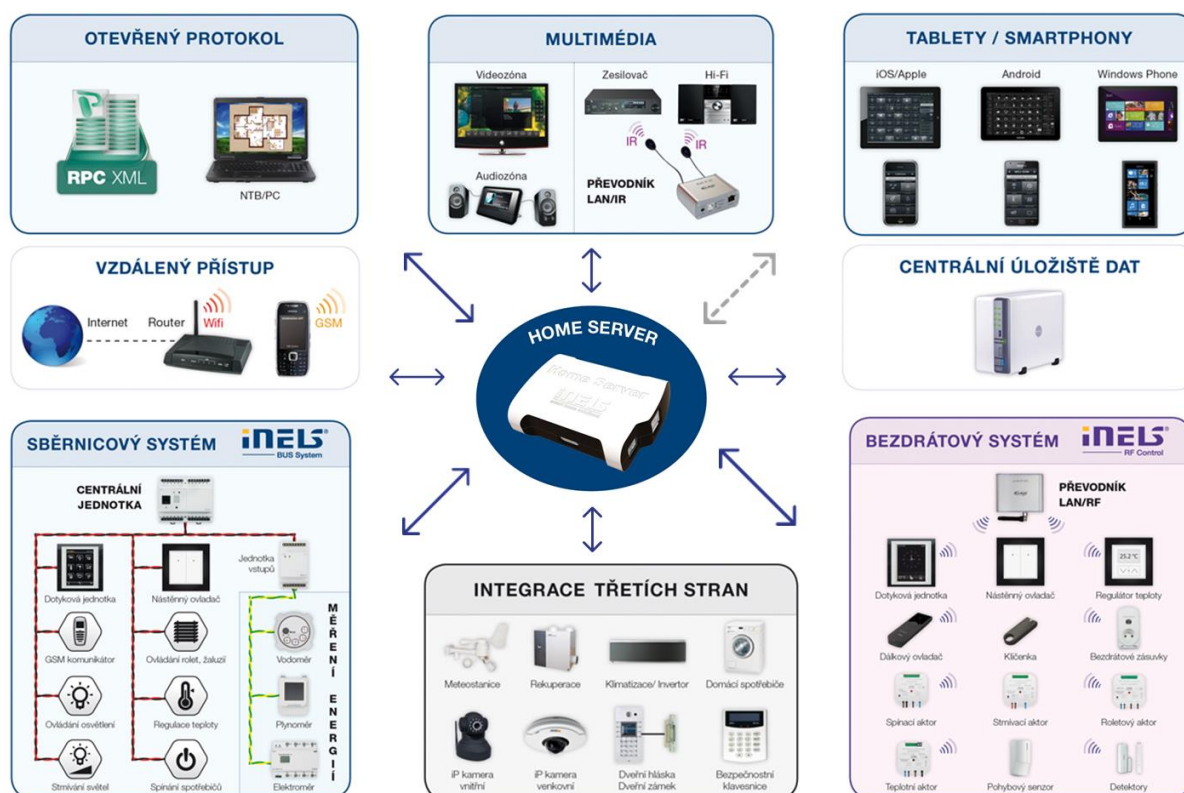 OTEVŘENÝ PROTOKOL
RPC XML
NTB/PC
MULTIMÉDIA
Videozóna
Zesilovač
Hi-Fi
IR
IR
Audiozóna
PŘEVODNÍK
LAN/IR
TABLETY / SMARTPHONY
iOS/Apple
Android
Windows Phone
VZDÁLENÝ PŘÍSTUP
Internet
Router
Wifi
GSM
HOME SERVER
Home Server
iNELS
CENTRÁLNÍ ÚLOŽIŠTĚ DAT
SBĚRNICOVÝ SYSTÉM
iNELS®
BUS System
CENTRÁLNÍ
JEDNOTKA
Jednotka
vstupů
Dotyková jednotka
Nástěnný ovladač
GSM komunikátor
Ovládání rolet, žaluzií
Vodoměr
Ovládání osvětlení
Regulace teploty
Plynoměr
Stmívání světel
Spínání spotřebičů
Elektroměr
MĚŘENÍ ENERGIÍ
INTEGRACE TŘETÍCH STRAN
Meteostanice
Rekuperace
Klimatizace/ Invertor
Domácí spotřebiče
iP kamera
vnitřní
iP kamera
venkovní
Dveřní hláska
Dveřní zámek
Bezpečnostní
klavesnice
BEZDRÁTOVÝ SYSTÉM
iNELS®
RF Control
PŘEVODNÍK
LAN/RF
25.2 °C
Dotyková jednotka
Nástěnný ovladač
Regulátor teploty
Dálkový ovladač
Klíčenka
Bezdrátové zásuvky
Spínací aktor
Stmívací aktor
Roletový aktor
Teplotní aktor
Pohybový senzor
Detektory